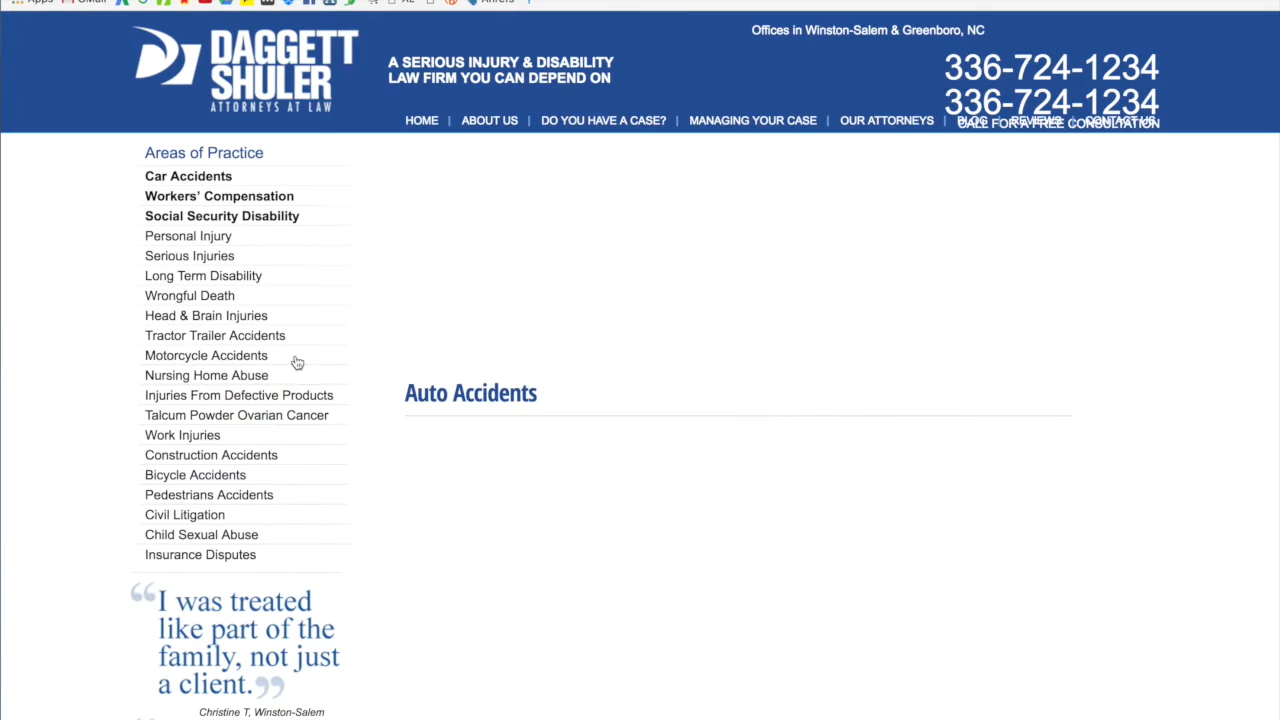 Apps Gmail Ahrefs
DAGGETT
SHULER
ATTORNEYS AT LAW
A SERIOUS INJURY & DISABILITY
LAW FIRM YOU CAN DEPEND ON
Offices in Winston-Salem & Greenboro, NC
336-724-1234
336-724-1234
CALL FOR A FREE CONSULTATION
HOME | ABOUT US | DO YOU HAVE A CASE? | MANAGING YOUR CASE | OUR ATTORNEYS | BLOG | REVIEWS | CONTACT US
Areas of Practice
Car Accidents
Workers’ Compensation
Social Security Disability
Personal Injury
Serious Injuries
Long Term Disability
Wrongful Death
Head & Brain Injuries
Tractor Trailer Accidents
Motorcycle Accidents
Nursing Home Abuse
Injuries From Defective Products
Talcum Powder Ovarian Cancer
Work Injuries
Construction Accidents
Bicycle Accidents
Pedestrians Accidents
Civil Litigation
Child Sexual Abuse
Insurance Disputes
Auto Accidents
“I was treated
like part of the
family, not just
a client.”
Christine T, Winston-Salem